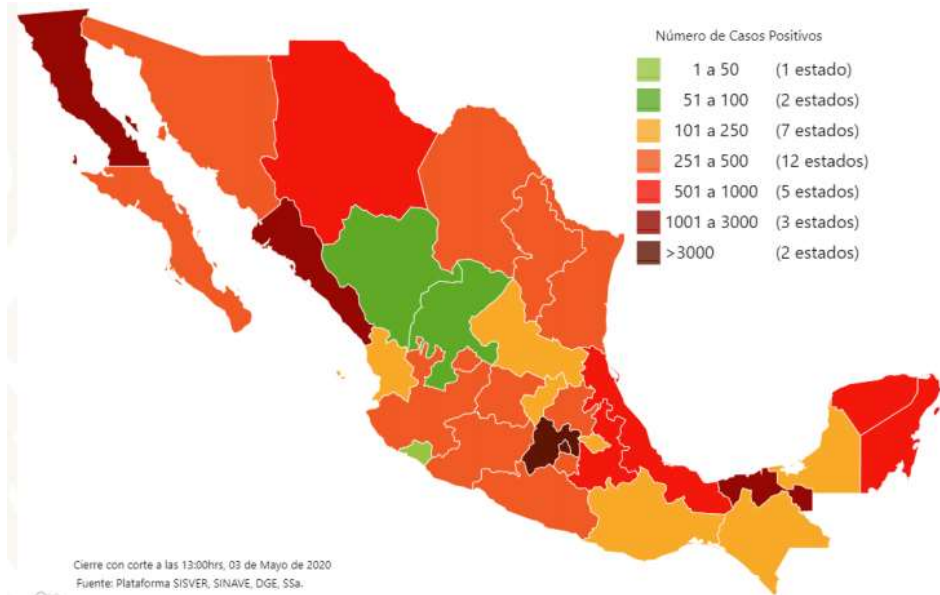 Número de Casos Positivos
1 a 50 (1 estado)
51 a 100 (2 estados)
101 a 250 (7 estados)
251 a 500 (12 estados)
501 a 1000 (5 estados)
1001 a 3000 (3 estados)
>3000 (2 estados)
Cierre con corte a las 13:00hrs, 03 de Mayo de 2020
Fuente: Plataforma SISVER, SINAVE, DGE, SSa.